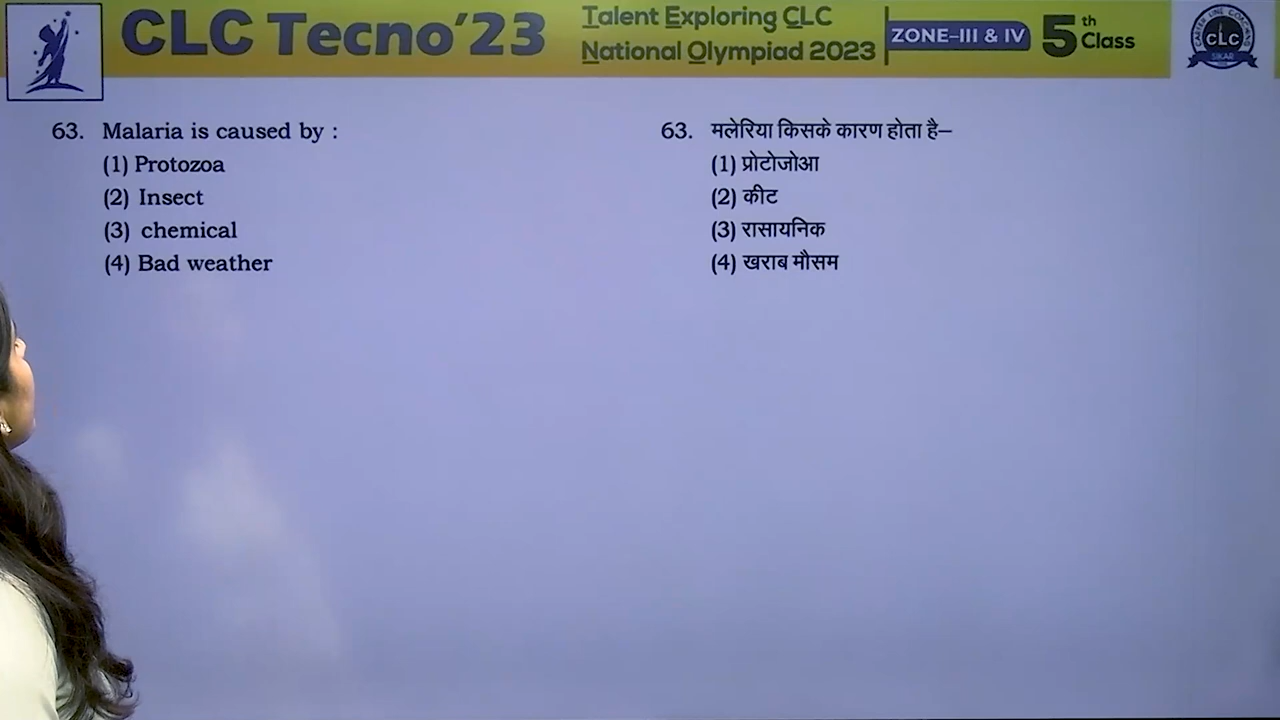 CLC Tecno'23
Talent Exploring CLC
National Olympiad 2023
ZONE-III & IV
5th Class
CLC
63. Malaria is caused by :
(1) Protozoa
(2) Insect
(3) chemical
(4) Bad weather
63. मलेरिया किसके कारण होता है–
(1) प्रोटोजोआ
(2) कीट
(3) रासायनिक
(4) खराब मौसम